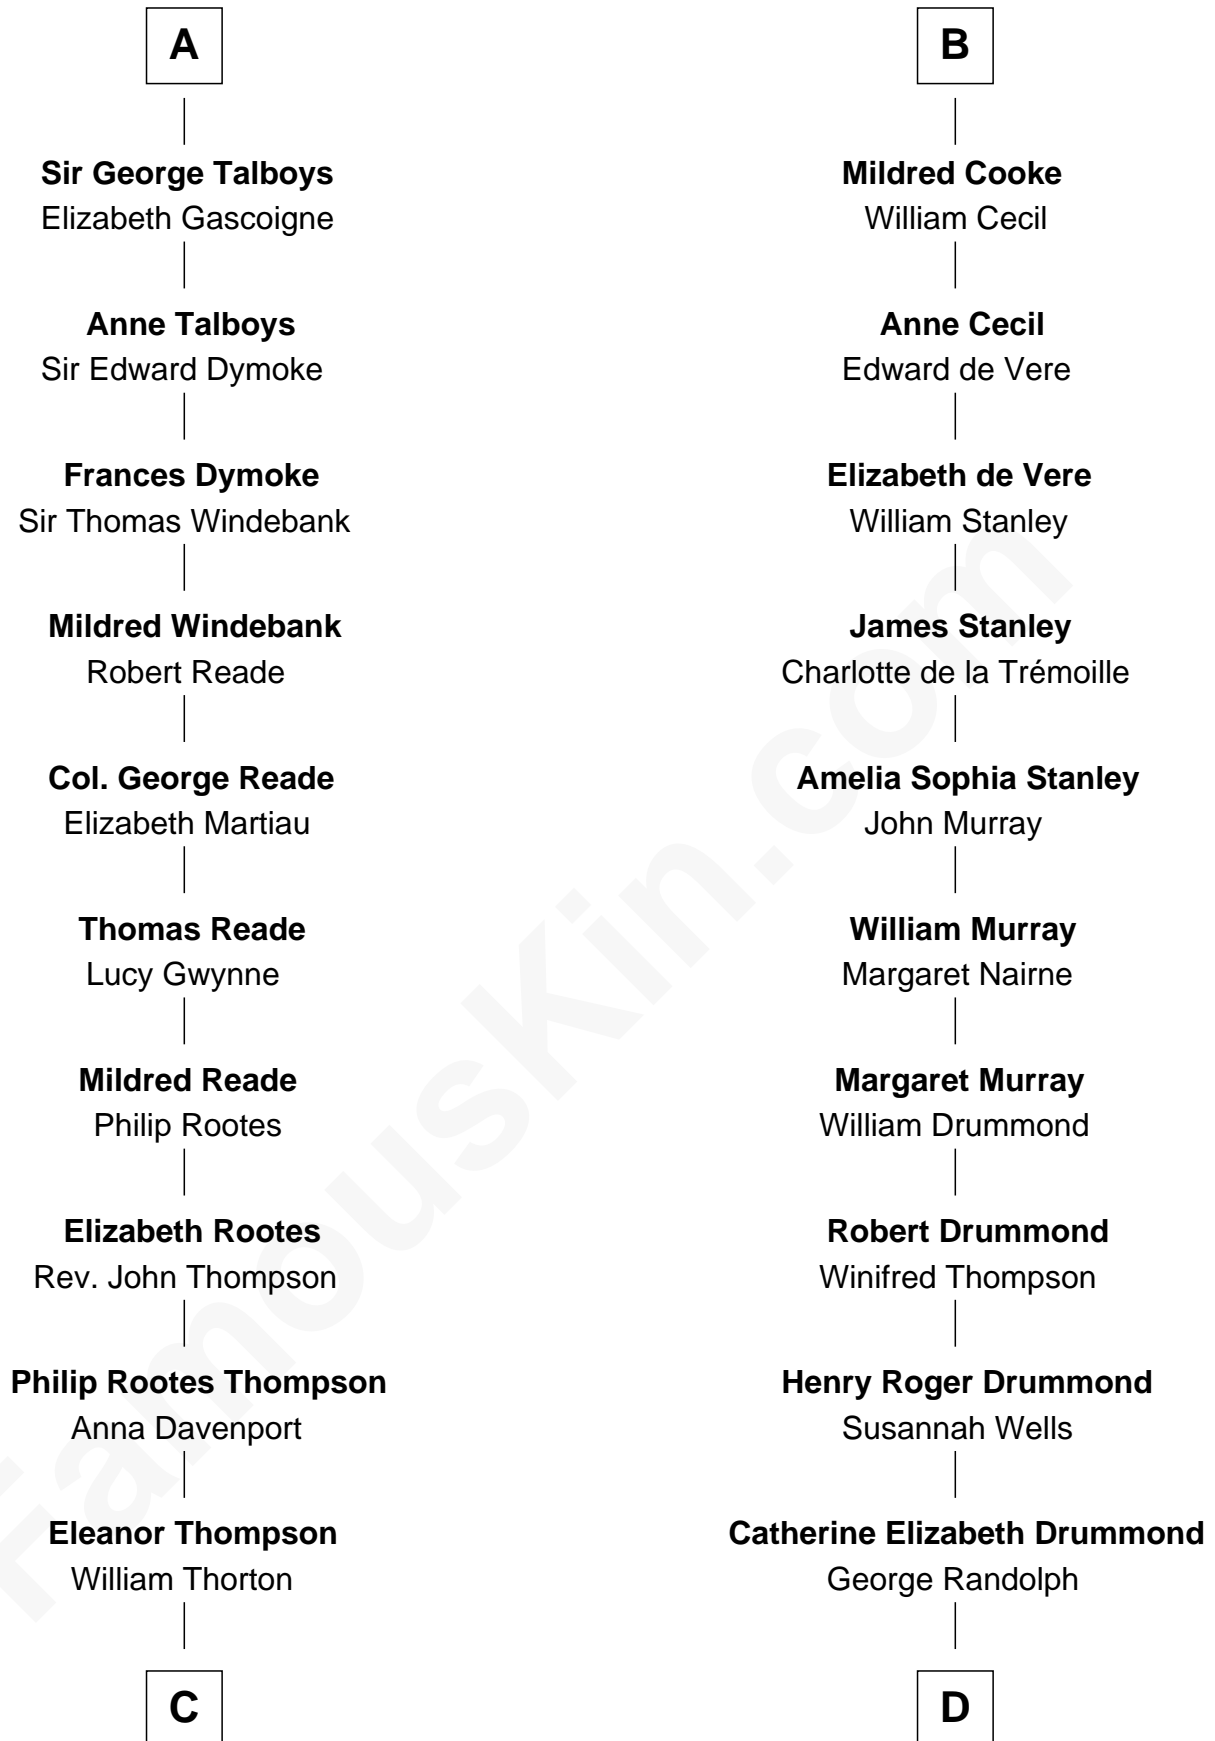 A
Sir George Talboys
Elizabeth Gascoigne
Anne Talboys
Sir Edward Dymoke
Frances Dymoke
Sir Thomas Windebank
Mildred Windebank
Robert Reade
Col. George Reade
Elizabeth Martiau
Thomas Reade
Lucy Gwynne
Mildred Reade
Philip Rootes
Elizabeth Rootes
Rev. John Thompson
Philip Rootes Thompson
Anna Davenport
Eleanor Thompson
William Thorton
C
B
Mildred Cooke
William Cecil
Anne Cecil
Edward de Vere
Elizabeth de Vere
William Stanley
James Stanley
Charlotte de la Trémoille
Amelia Sophia Stanley
John Murray
William Murray
Margaret Nairne
Margaret Murray
William Drummond
Robert Drummond
Winifred Thompson
Henry Roger Drummond
Susannah Wells
Catherine Elizabeth Drummond
George Randolph
D
FamousKin.com